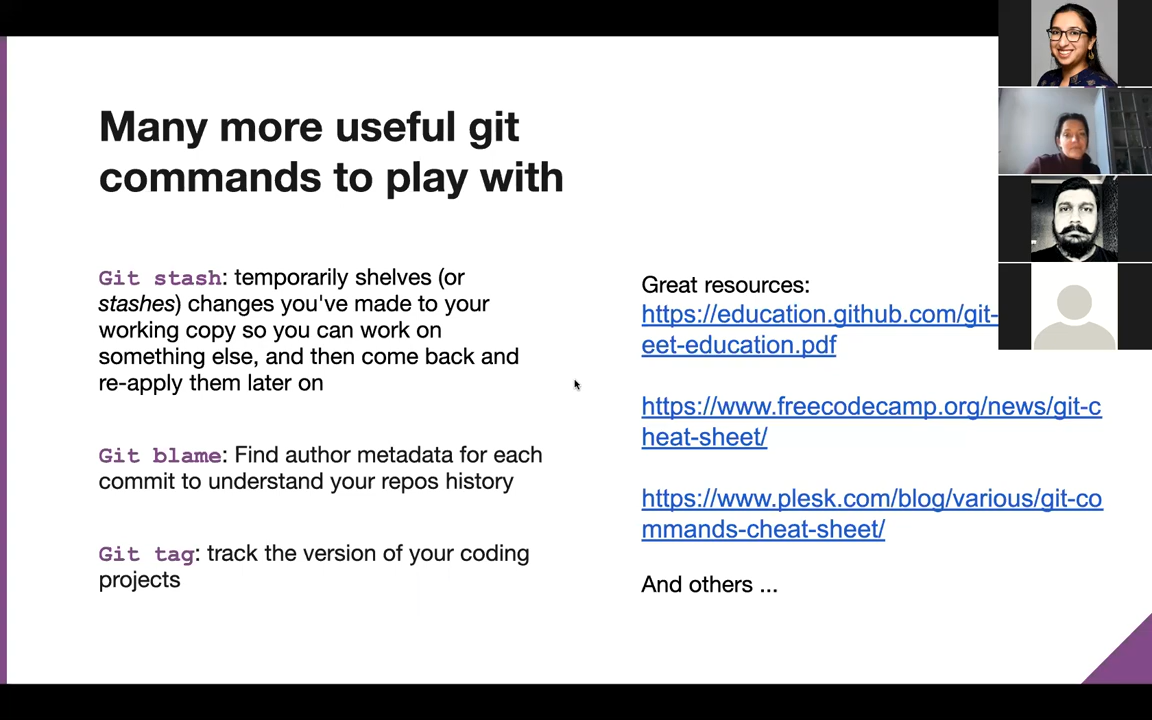 Many more useful git
commands to play with
Git stash: temporarily shelves (or
stashes) changes you've made to your
working copy so you can work on
something else, and then come back and
re-apply them later on
Git blame: Find author metadata for each
commit to understand your repos history
Git tag: track the version of your coding
projects
Great resources:
https://education.github.com/git-
eet-education.pdf
https://www.freecodecamp.org/news/git-c
heat-sheet/
https://www.plesk.com/blog/various/git-co
mmands-cheat-sheet/
And others ...